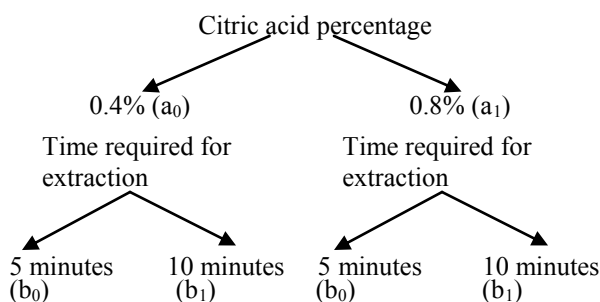 Citric acid percentage
0.4% (a₀) 0.8% (a₁)
Time required for extraction Time required for extraction
5 minutes (b₀) 10 minutes (b₁) 5 minutes (b₀) 10 minutes (b₁)